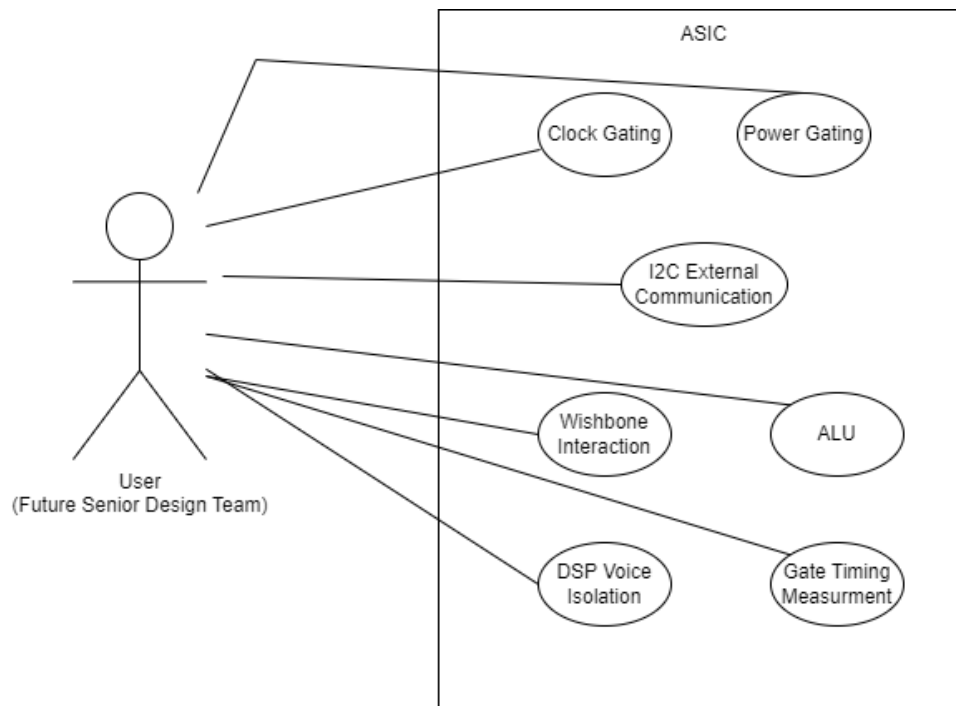 ASIC
Clock Gating
Power Gating
I2C External
Communication
Wishbone
Interaction
ALU
DSP Voice
Isolation
Gate Timing
Measurment
User
(Future Senior Design Team)